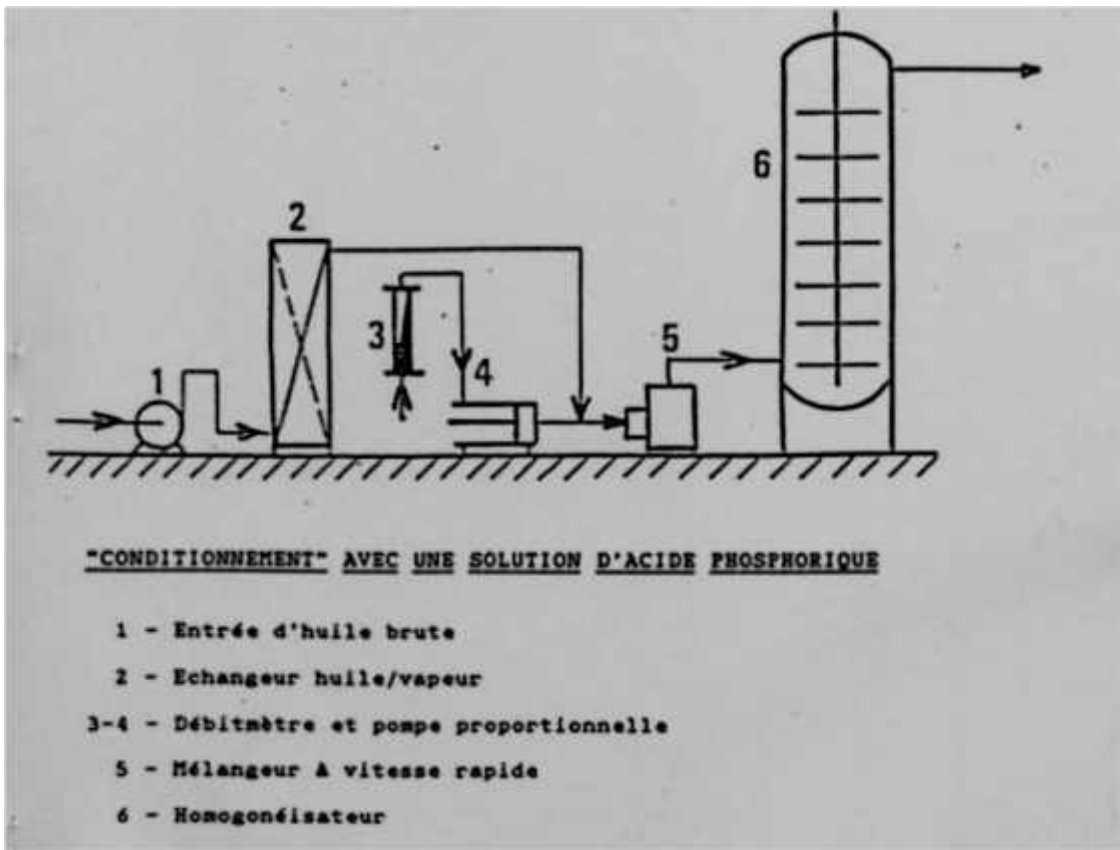 1
2
3
4
5
6
"CONDITIONNEMENT" AVEC UNE SOLUTION D'ACIDE PHOSPHORIQUE
1 - Entrée d'huile brute
2 - Echangeur huile/vapeur
3-4 - Débitmètre et pompe proportionnelle
5 - Mélangeur A vitesse rapide
6 - Homogonéisateur